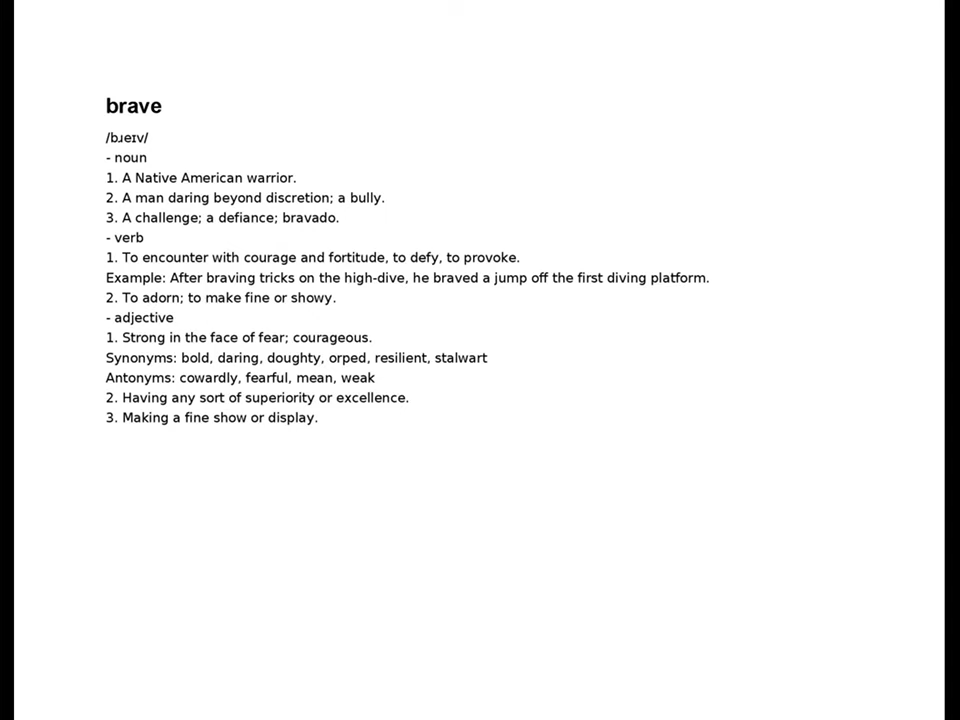 brave
/bɹeɪv/
- noun
1. A Native American warrior.
2. A man daring beyond discretion; a bully.
3. A challenge; a defiance; bravado.
- verb
1. To encounter with courage and fortitude, to defy, to provoke.
Example: After braving tricks on the high-dive, he braved a jump off the first diving platform.
2. To adorn; to make fine or showy.
- adjective
1. Strong in the face of fear; courageous.
Synonyms: bold, daring, doughty, orped, resilient, stalwart
Antonyms: cowardly, fearful, mean, weak
2. Having any sort of superiority or excellence.
3. Making a fine show or display.